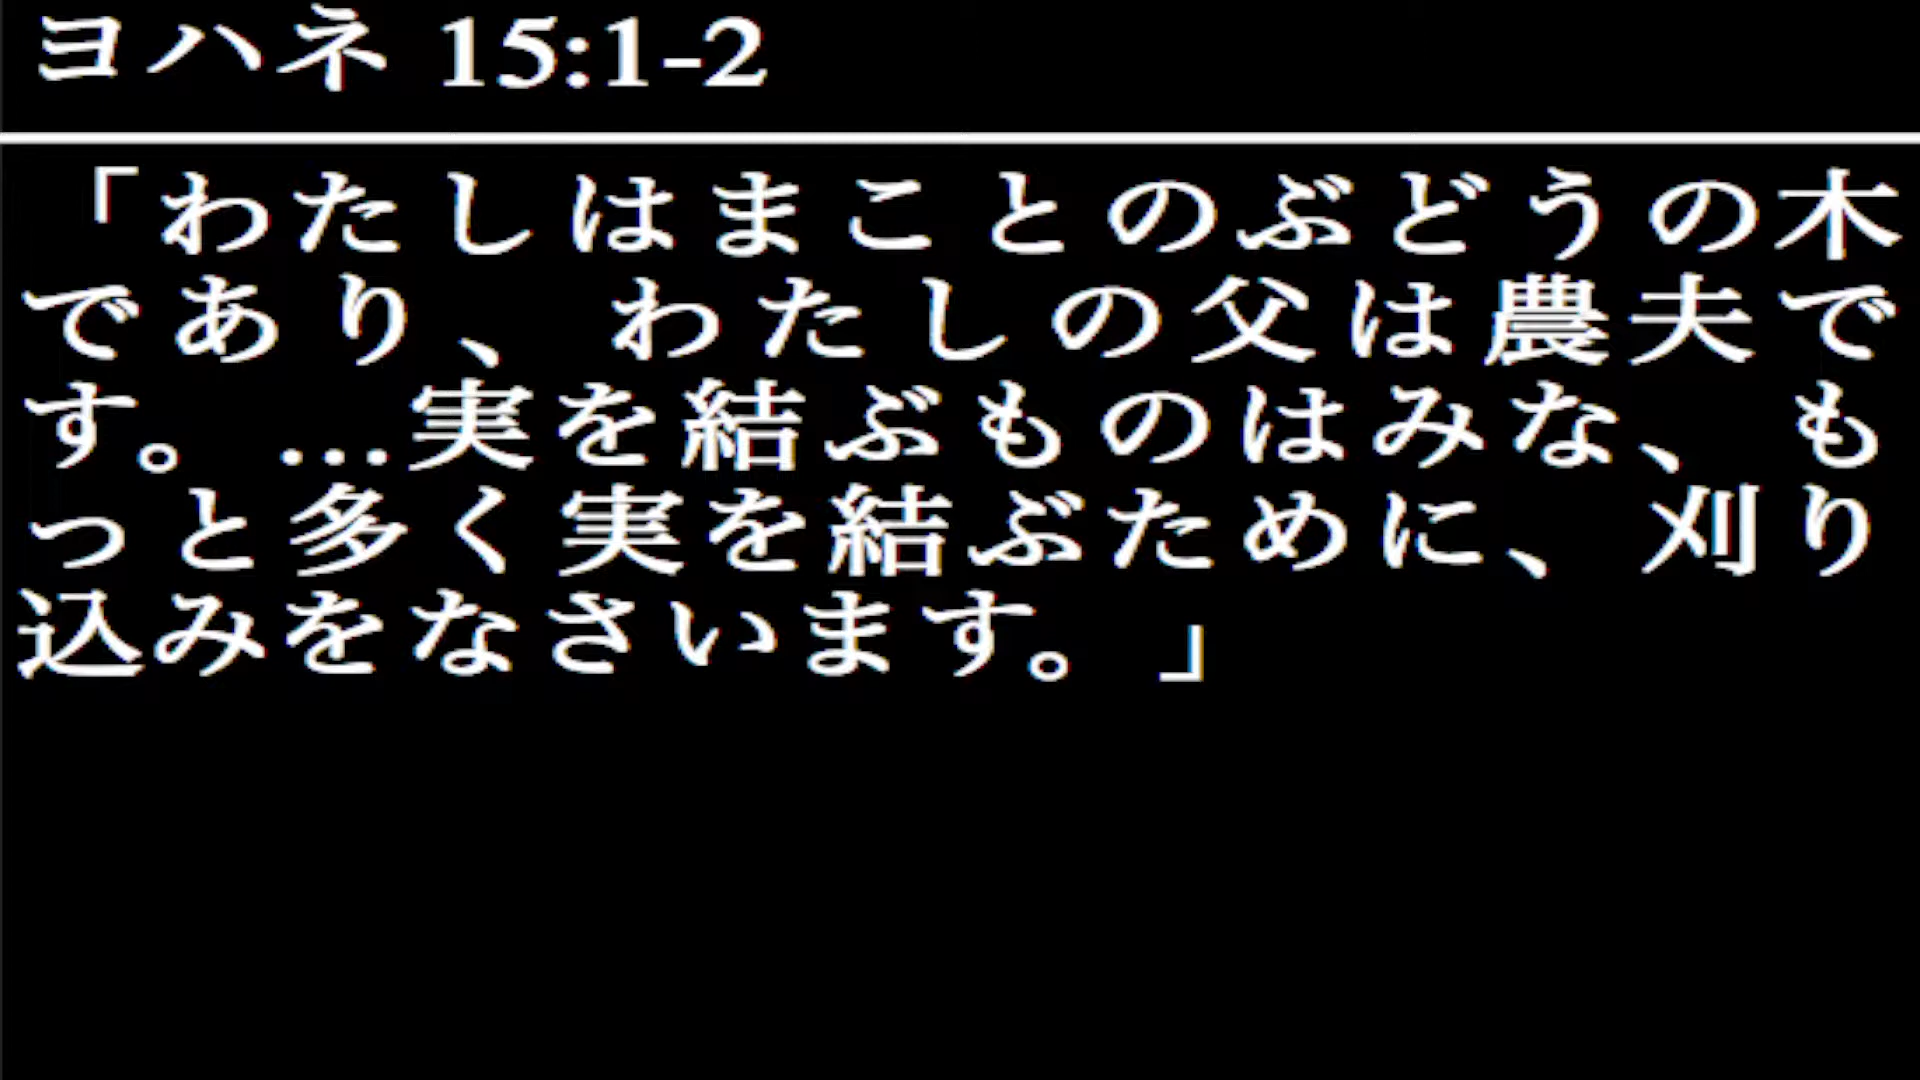 ヨハネ 15:1-2
「わたしはまことのぶどうの木
であり、わたしの父は農夫で
す。…実を結ぶものはみな、も
っと多く実を結ぶために、刈り
込みをなさいます。」